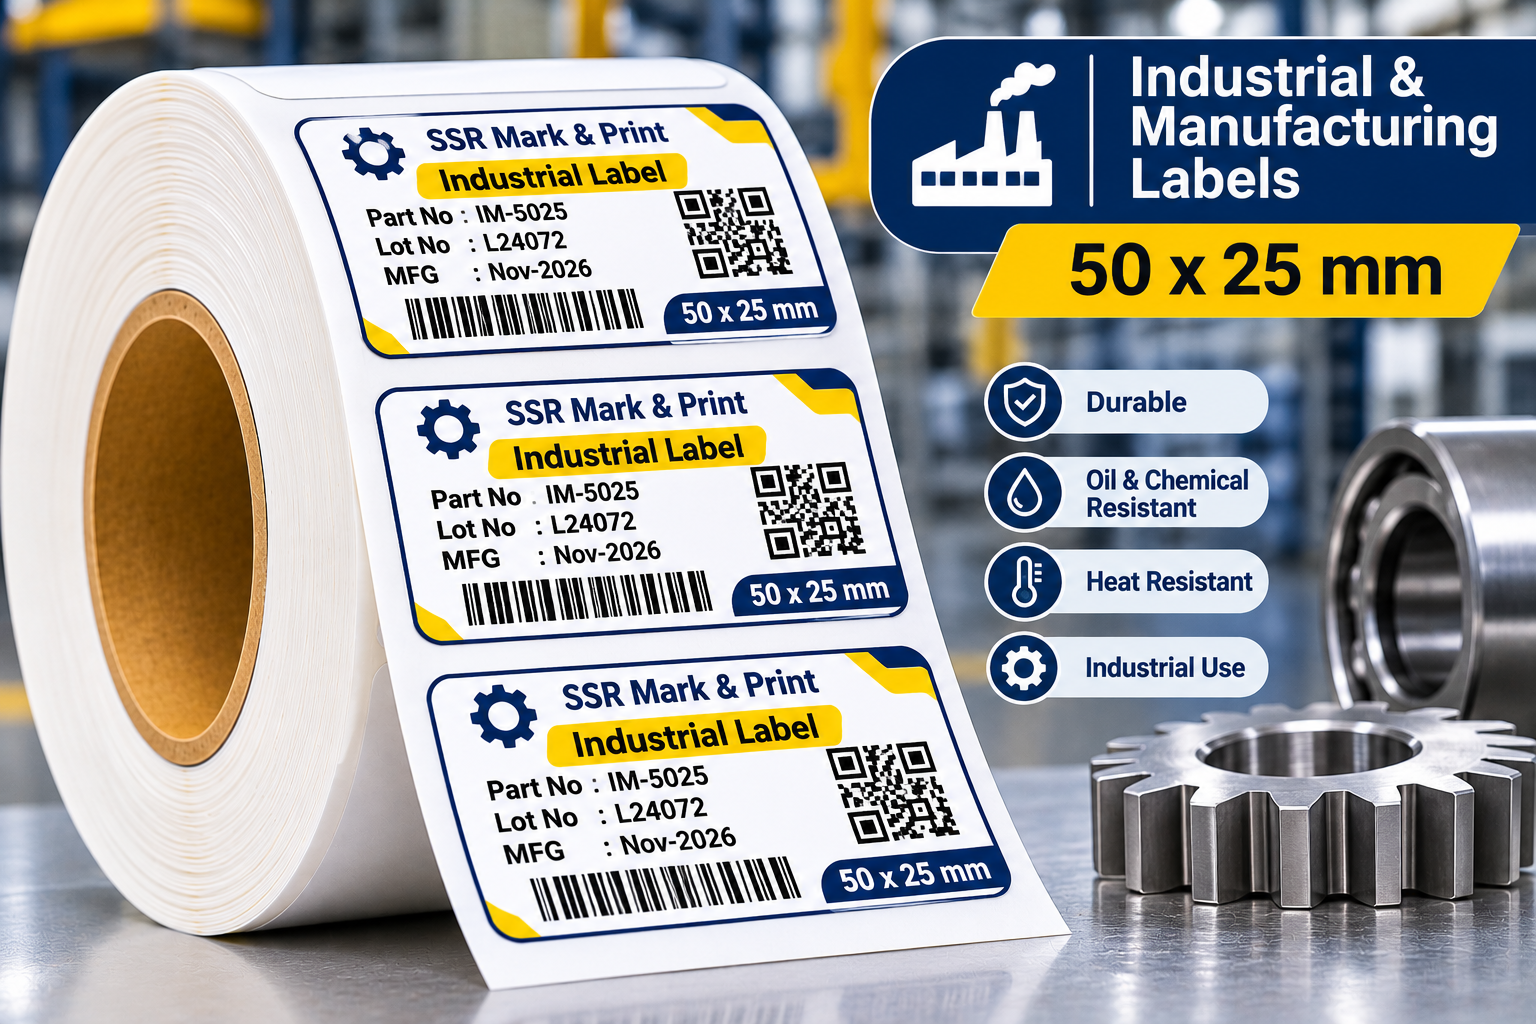 SSR Mark & Print
Industrial Label
Part No : IM-5025
Lot No : L24072
MFG : Nov-2026
50 x 25 mm
SSR Mark & Print
Industrial Label
Part No . IM-5025
Lot No : L24072
MFG : Nov-2026
50 x 25 mm
SSR Mark & Print
Industrial Label
Part No : IM-5025
Lot No : L24072
MFG : Nov-2026
50 x 25 mm
Industrial &
Manufacturing
Labels
50 x 25 mm
Durable
Oil & Chemical
Resistant
Heat Resistant
Industrial Use